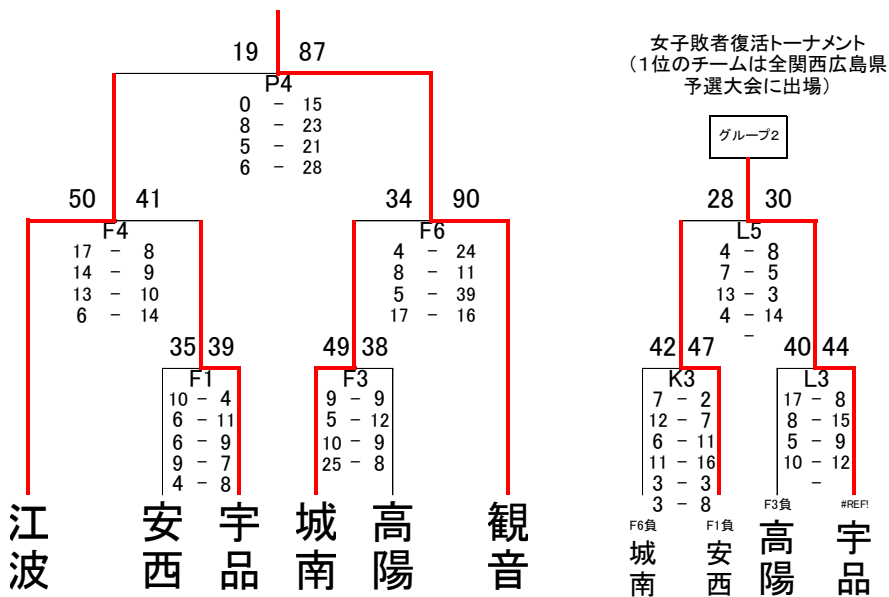 19 87
P4
0 - 15
8 - 23
5 - 21
6 - 28
50 41
F4
17 - 8
14 - 9
13 - 10
6 - 14
34 90
F6
4 - 24
8 - 11
5 - 39
17 - 16
35 39
F1
10 - 4
6 - 11
6 - 9
9 - 7
4 - 8
49 38
F3
9 - 9
5 - 12
10 - 9
25 - 8
江波
安西
宇品
城南
高陽
観音
女子敗者復活トーナメント
(1位のチームは全関西広島県
予選大会に出場)
グループ2
28 30
L5
4 - 8
7 - 5
13 - 3
4 - 14
-
42 47
K3
7 - 2
12 - 7
6 - 11
11 - 16
3 - 3
3 - 8
40 44
L3
17 - 8
8 - 15
5 - 9
10 - 12
-
F6負
城南
F1負
安西
F3負
高陽
#REF!
宇品